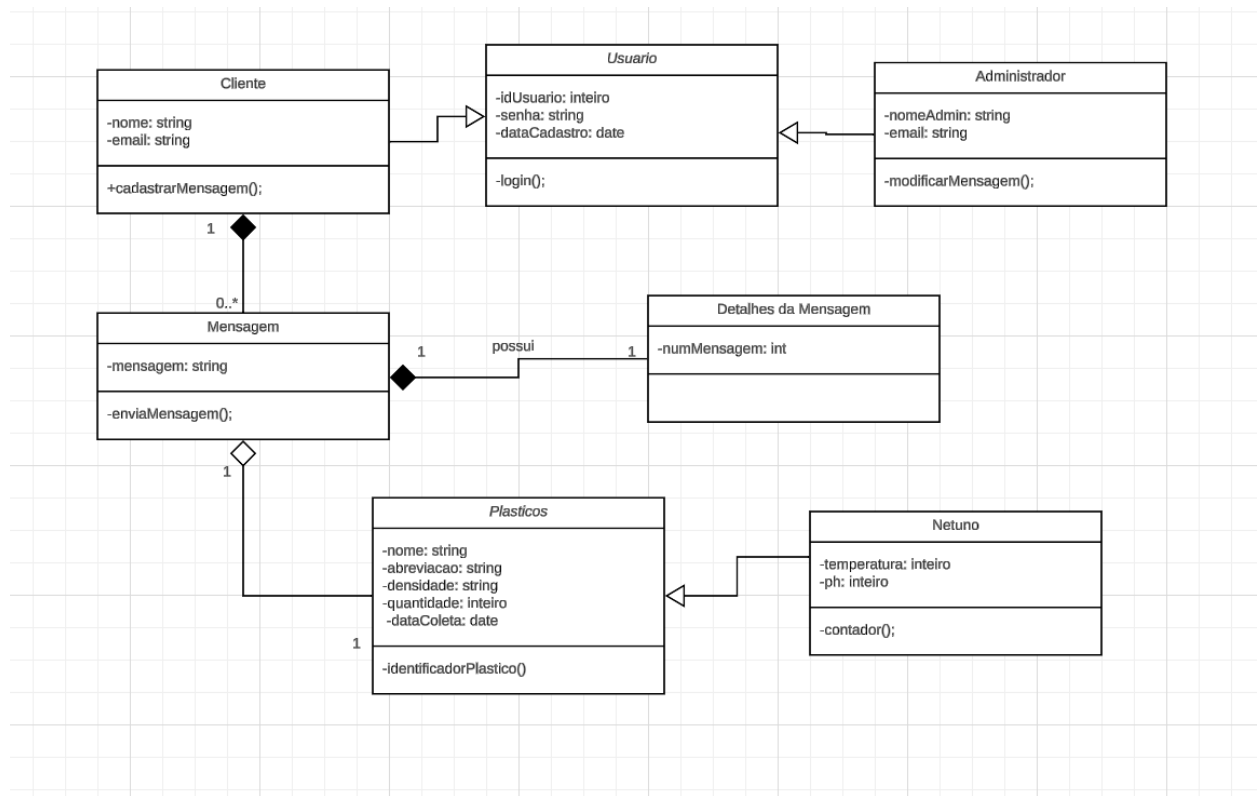 Cliente
-nome: string
-email: string
+cadastrarMensagem();
Usuario
-idUsuario: inteiro
-senha: string
-dataCadastro: date
-login();
Administrador
-nomeAdmin: string
-email: string
-modificarMensagem();
1
0..*
Mensagem
-mensagem: string
-enviaMensagem();
1
possui
1
Detalhes da Mensagem
-numMensagem: int
1
Plasticos
-nome: string
-abreviacao: string
-densidade: string
-quantidade: inteiro
-dataColeta: date
1
-identificadorPlastico()
Netuno
-temperatura: inteiro
-ph: inteiro
-contador();